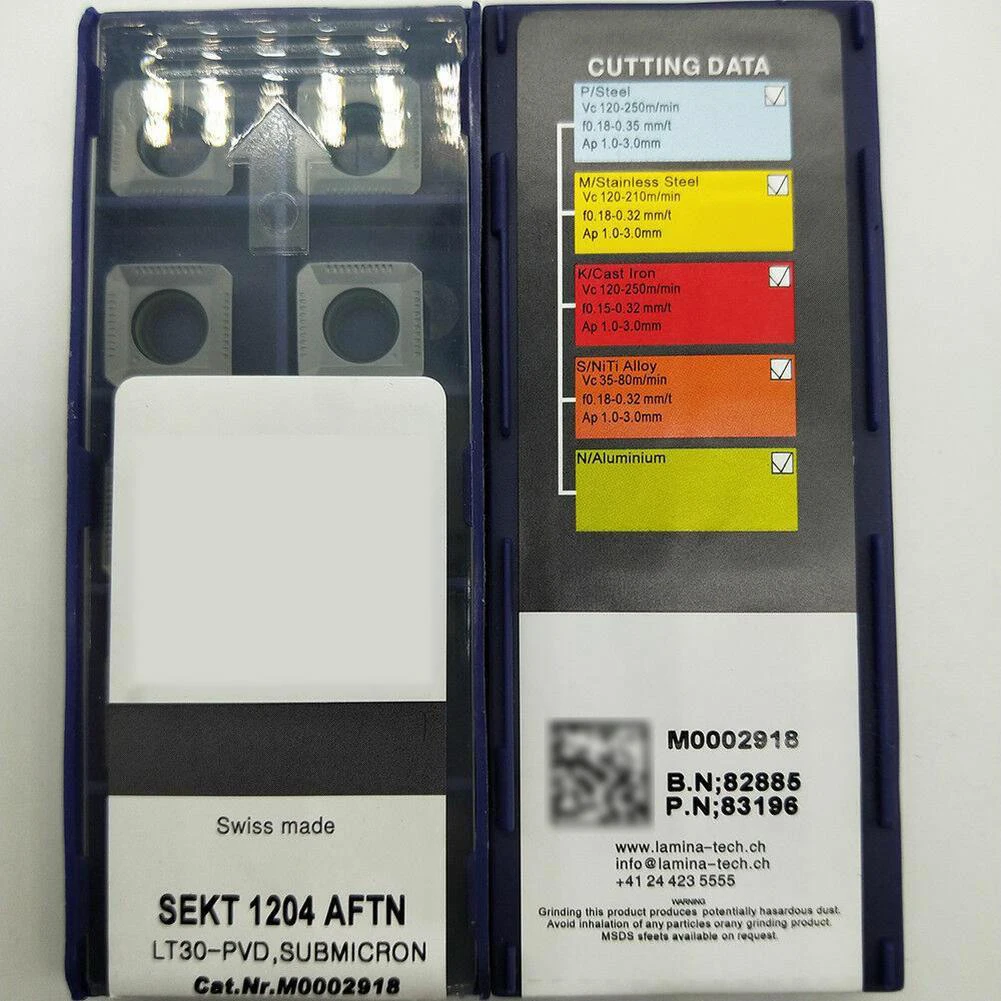 Swiss made
SEKT 1204 AFTN
LT30-PVD,SUBMICRON
Cat.Nr.M0002918
CUTTING DATA
P/Steel
Vc 120-250m/min
f0.18-0.35 mm/t
Ap 1.0-3.0mm
M/Stainless Steel
Vc 120-210m/min
f0.18-0.32 mm/t
Ap 1.0-3.0mm
K/Cast Iron
Vc 120-250m/min
f0.15-0.32 mm/t
Ap 1.0-3.0mm
S/NiTi Alloy
Vc 35-80m/min
f0.18-0.32 mm/t
Ap 1.0-3.0mm
N/Aluminium
M0002918
B.N;82885
P.N;83196
www.lamina-tech.ch
info@lamina-tech.ch
+41 24 423 5555
WARNING
Grinding this product produces potentially hazardous dust.
Avoid inhalation of any particles orany grinding product.
MSDS sfeets available on request.